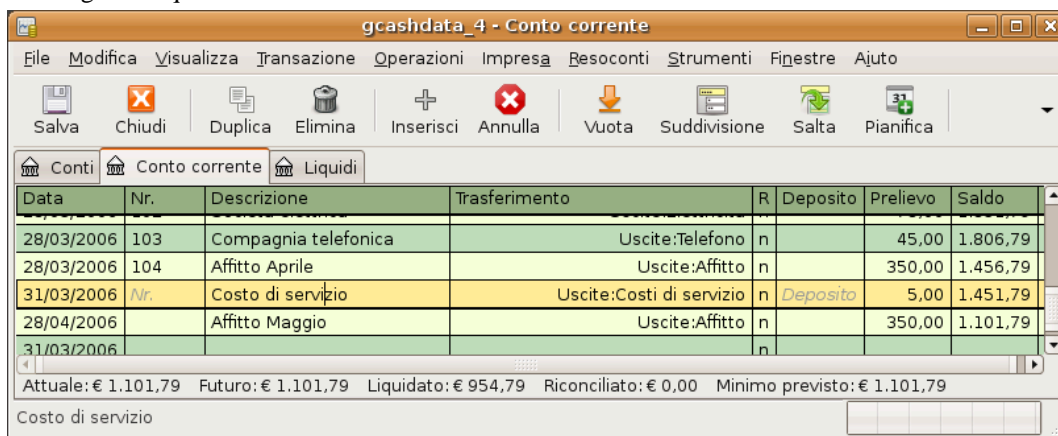 gcashdata_4 - Conto corrente
File Modifica Visualizza Transazione Operazioni Impresa Resoconti Strumenti Finestre Aiuto
Salva Chiudi Duplica Elimina Inserisci Annulla Vuota Suddivisione Salta Pianifica
Conti Conto corrente Liquidi
Data Nr. Descrizione Trasferimento R Deposito Prelievo Saldo
28/03/2006 103 Compagnia telefonica Uscite:Telefono n 45,00 1.806,79
28/03/2006 104 Affitto Aprile Uscite:Affitto n 350,00 1.456,79
31/03/2006 Nr. Costo di servizio Uscite:Costi di servizio n Deposito 5,00 1.451,79
28/04/2006 Affitto Maggio Uscite:Affitto n 350,00 1.101,79
31/03/2006 n
Attuale: € 1.101,79 Futuro: € 1.101,79 Liquidato: € 954,79 Riconciliato: € 0,00 Minimo previsto: € 1.101,79
Costo di servizio